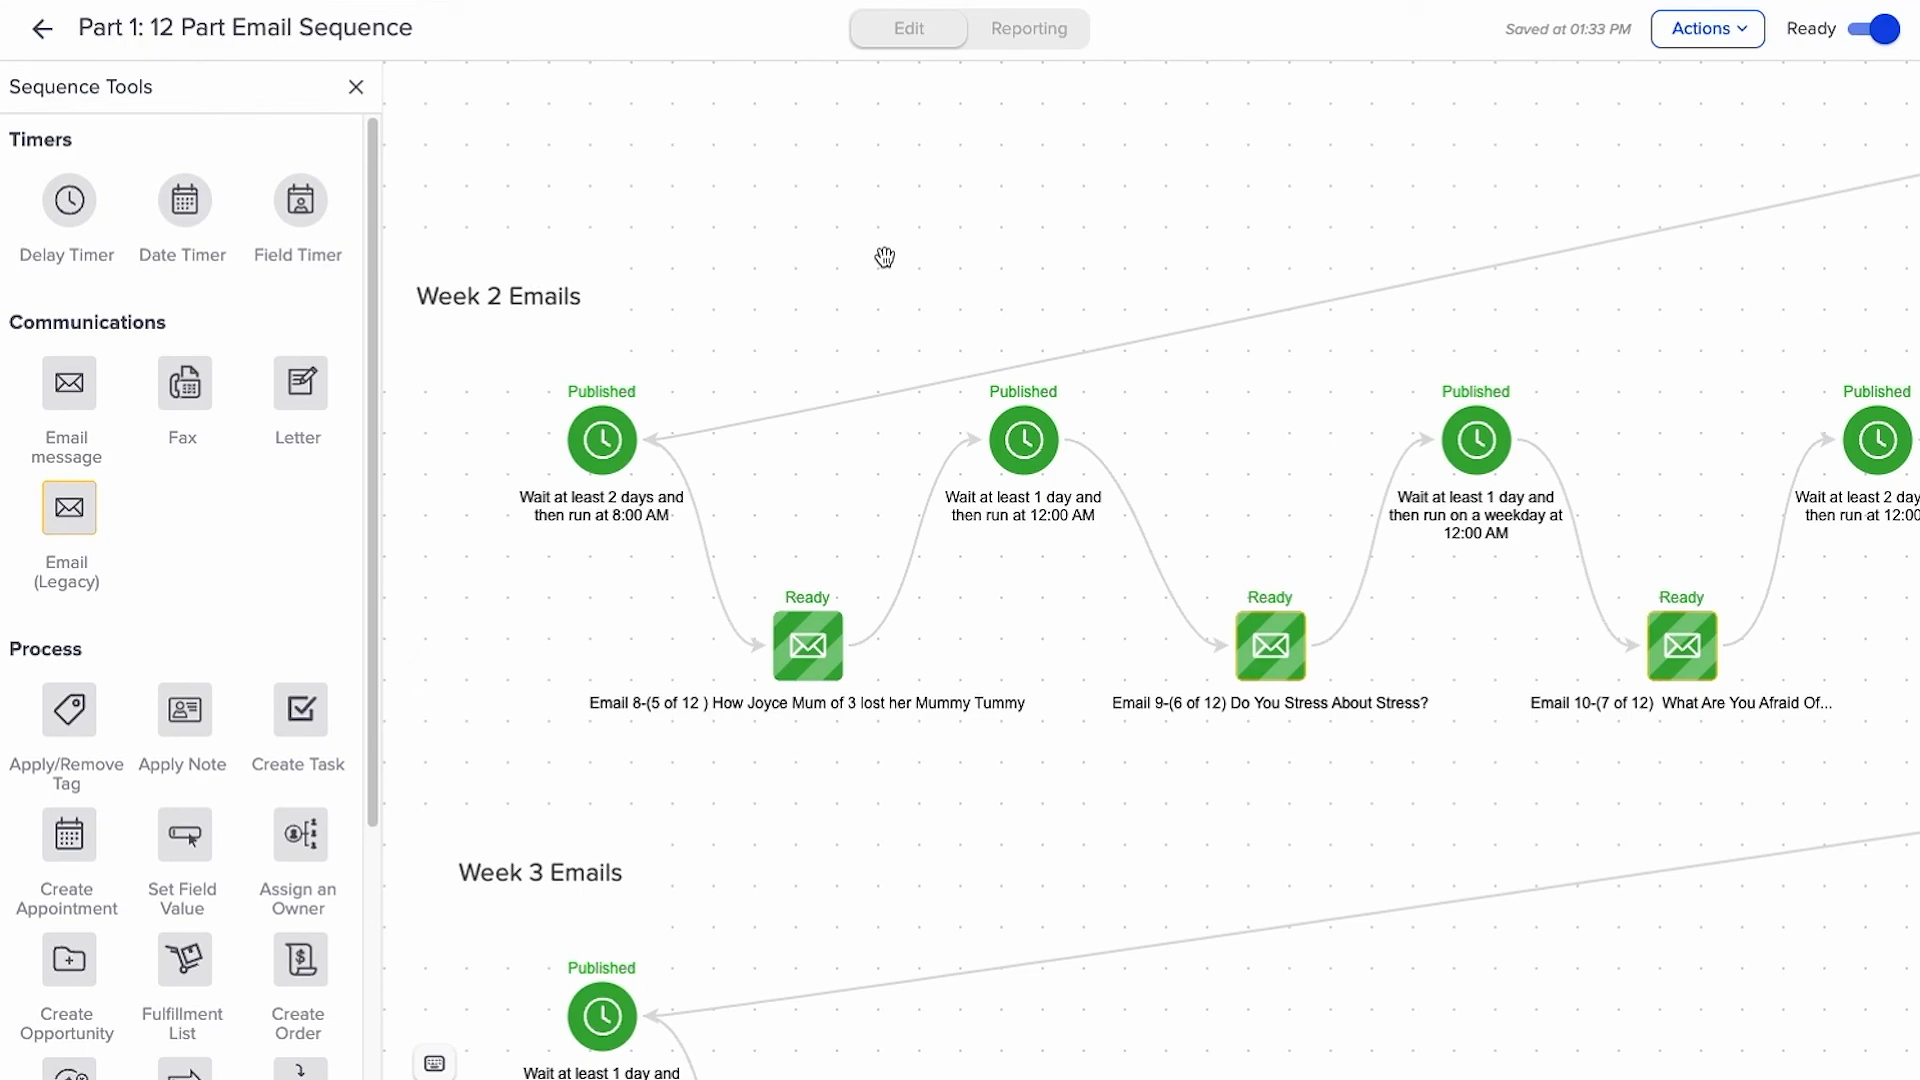 Part 1: 12 Part Email Sequence
Edit
Reporting
Saved at 01:33 PM
Actions
Ready
Sequence Tools
Timers
Delay Timer
Date Timer
Field Timer
Communications
Email
message
Fax
Letter
Email
(Legacy)
Process
Apply/Remove
Tag
Apply Note
Create Task
Create
Appointment
Set Field
Value
Assign an
Owner
Create
Opportunity
Fulfillment
List
Create
Order
Week 2 Emails
Published
Wait at least 2 days and
then run at 8:00 AM
Published
Wait at least 1 day and
then run at 12:00 AM
Published
Wait at least 1 day and
then run on a weekday at
12:00 AM
Published
Wait at least 2 day
then run at 12:00
Ready
Email 8-(5 of 12 ) How Joyce Mum of 3 lost her Mummy Tummy
Ready
Email 9-(6 of 12) Do You Stress About Stress?
Ready
Email 10-(7 of 12)  What Are You Afraid Of...
Week 3 Emails
Published
Wait at least 1 day and